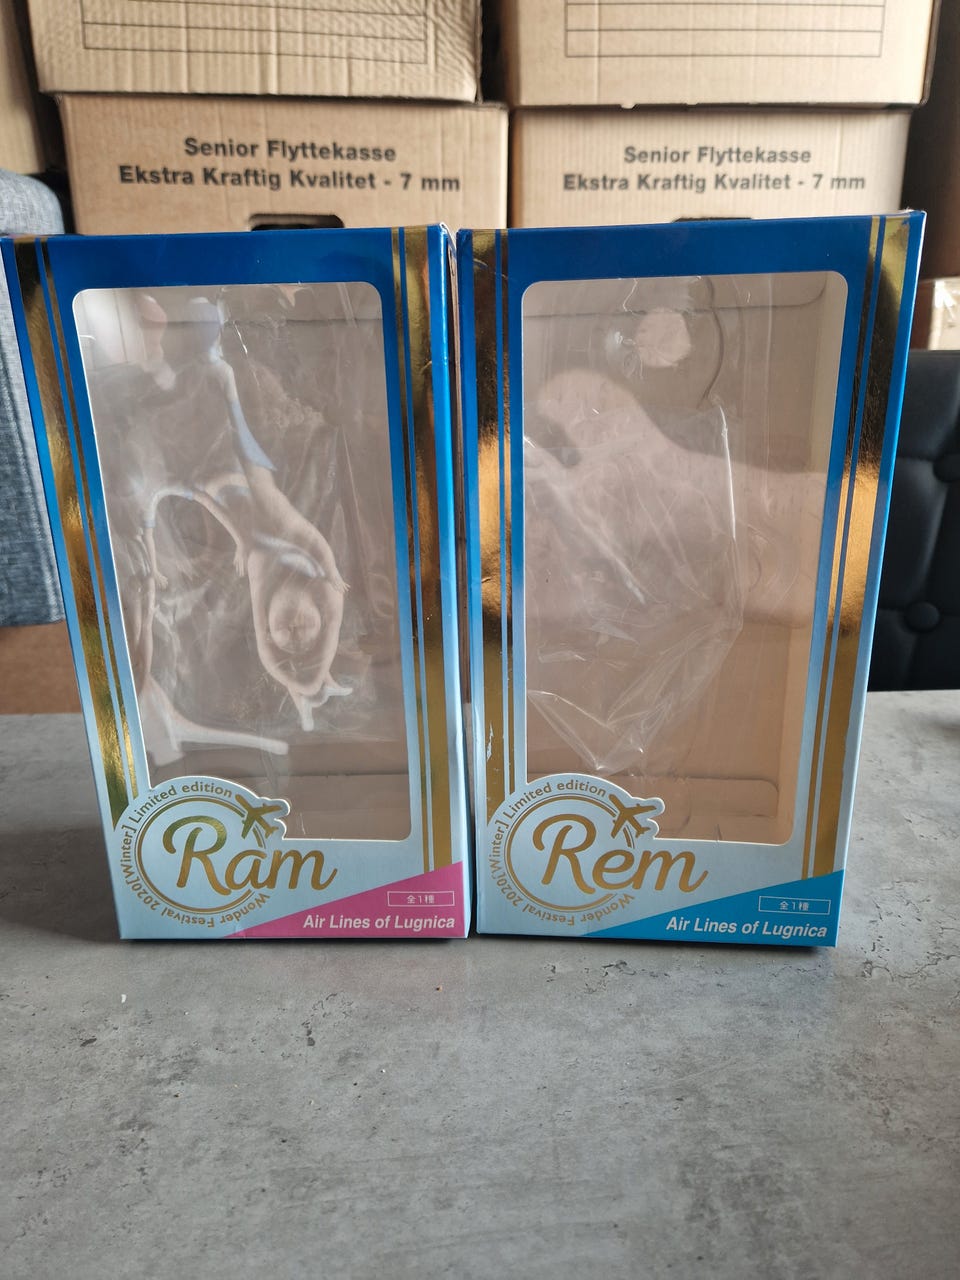 Senior Flyttekasse
Ekstra Kraftig Kvalitet - 7 mm
Senior Flyttekasse
Ekstra Kraftig Kvalitet - 7 mm
Wonder Festival 2020[Winter] Limited edition
Ram
全1種
Air Lines of Lugnica
Wonder Festival 2020[Winter] Limited edition
Rem
全1種
Air Lines of Lugnica